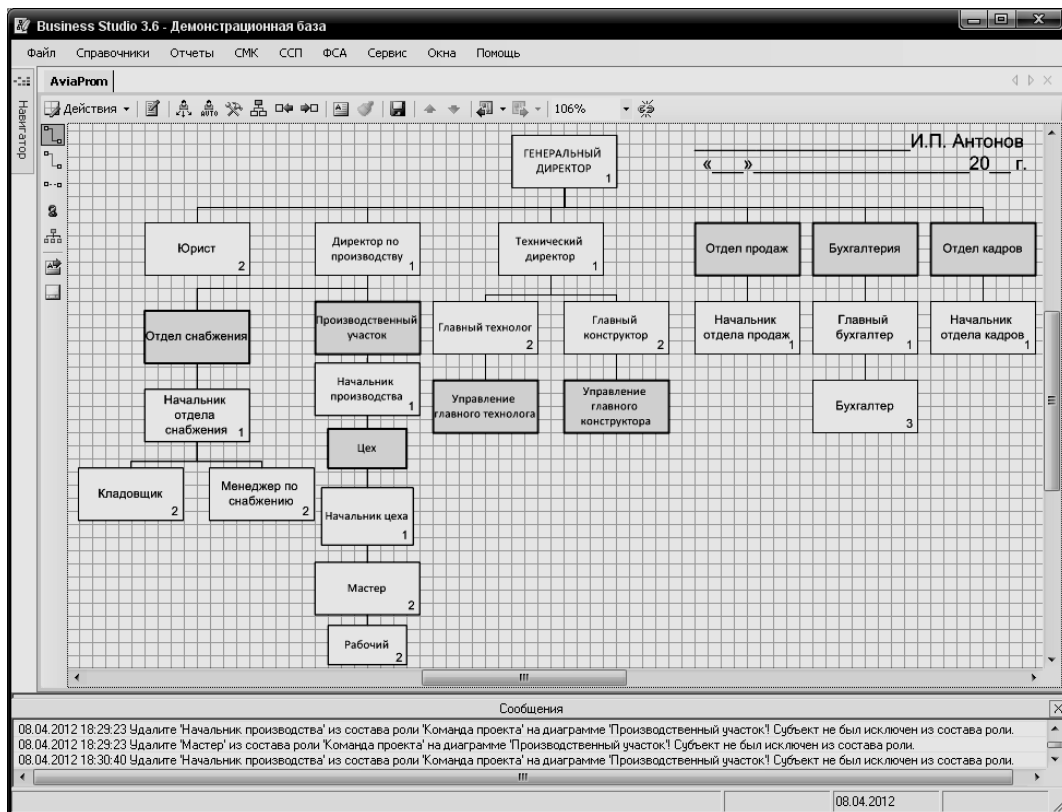 Business Studio 3.6 - Демонстрационная база
Файл Справочники Отчеты СМК ССП ФСА Сервис Окна Помощь
Навигатор
AviaProm
Действия 106%
И.П. Антонов
«___»____________________20__ г.
ГЕНЕРАЛЬНЫЙ
ДИРЕКТОР
1
Юрист
2
Директор по
производству
1
Технический
директор
1
Отдел продаж
Бухгалтерия
Отдел кадров
Отдел снабжения
Производственный
участок
Главный технолог
2
Главный
конструктор
2
Начальник
отдела продаж
1
Главный
бухгалтер
1
Начальник
отдела кадров
1
Начальник
отдела
снабжения
1
Начальник
производства
1
Управление
главного технолога
Управление
главного
конструктора
Бухгалтер
3
Цех
Кладовщик
2
Менеджер по
снабжению
2
Начальник цеха
1
Мастер
2
Рабочий
2
Сообщения
08.04.2012 18:29:23 Удалите 'Начальник производства' из состава роли 'Команда проекта' на диаграмме 'Производственный участок'! Субъект не был исключен из состава роли.
08.04.2012 18:29:23 Удалите 'Мастер' из состава роли 'Команда проекта' на диаграмме 'Производственный участок'! Субъект не был исключен из состава роли.
08.04.2012 18:30:40 Удалите 'Начальник производства' из состава роли 'Команда проекта' на диаграмме 'Производственный участок'! Субъект не был исключен из состава роли.
08.04.2012